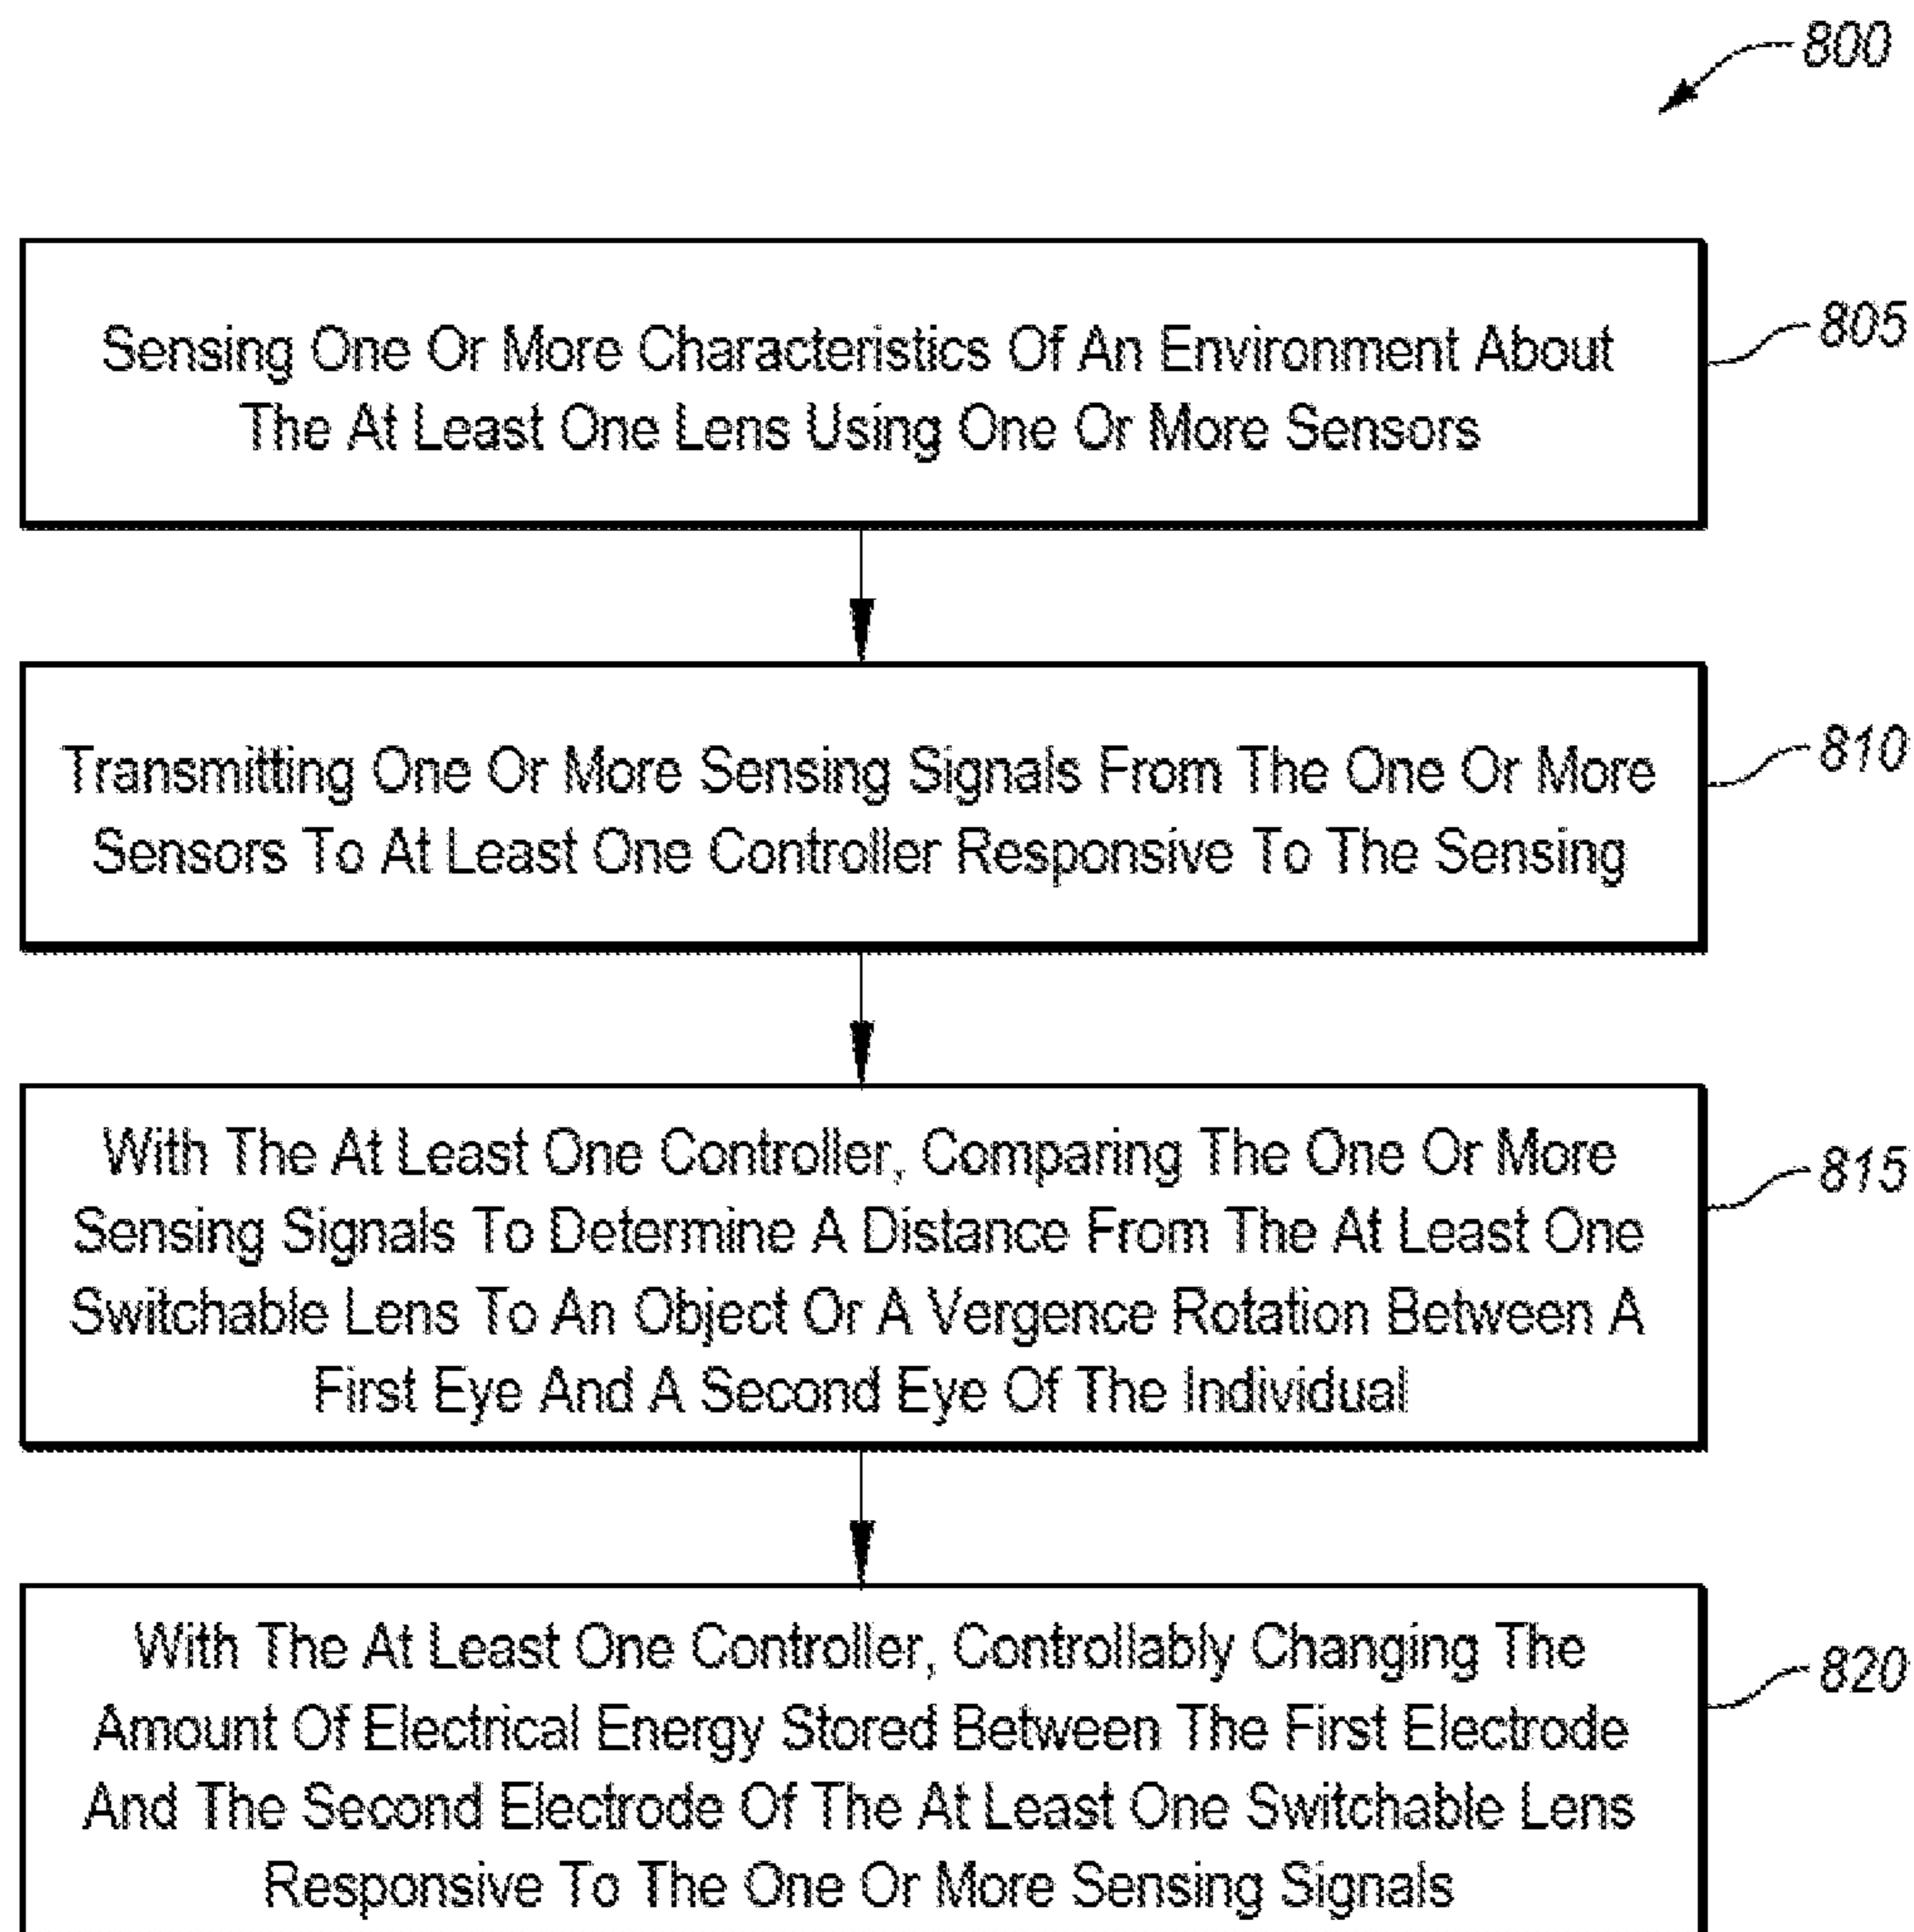 800
Sensing One Or More Characteristics Of An Environment About
The At Least One Lens Using One Or More Sensors
805
Transmitting One Or More Sensing Signals From The One Or More
Sensors To At Least One Controller Responsive To The Sensing
810
With The At Least One Controller, Comparing The One Or More
Sensing Signals To Determine A Distance From The At Least One
Switchable Lens To An Object Or A Vergence Rotation Between A
First Eye And A Second Eye Of The Individual
815
With The At Least One Controller, Controllably Changing The
Amount Of Electrical Energy Stored Between The First Electrode
And The Second Electrode Of The At Least One Switchable Lens
Responsive To The One Or More Sensing Signals
820